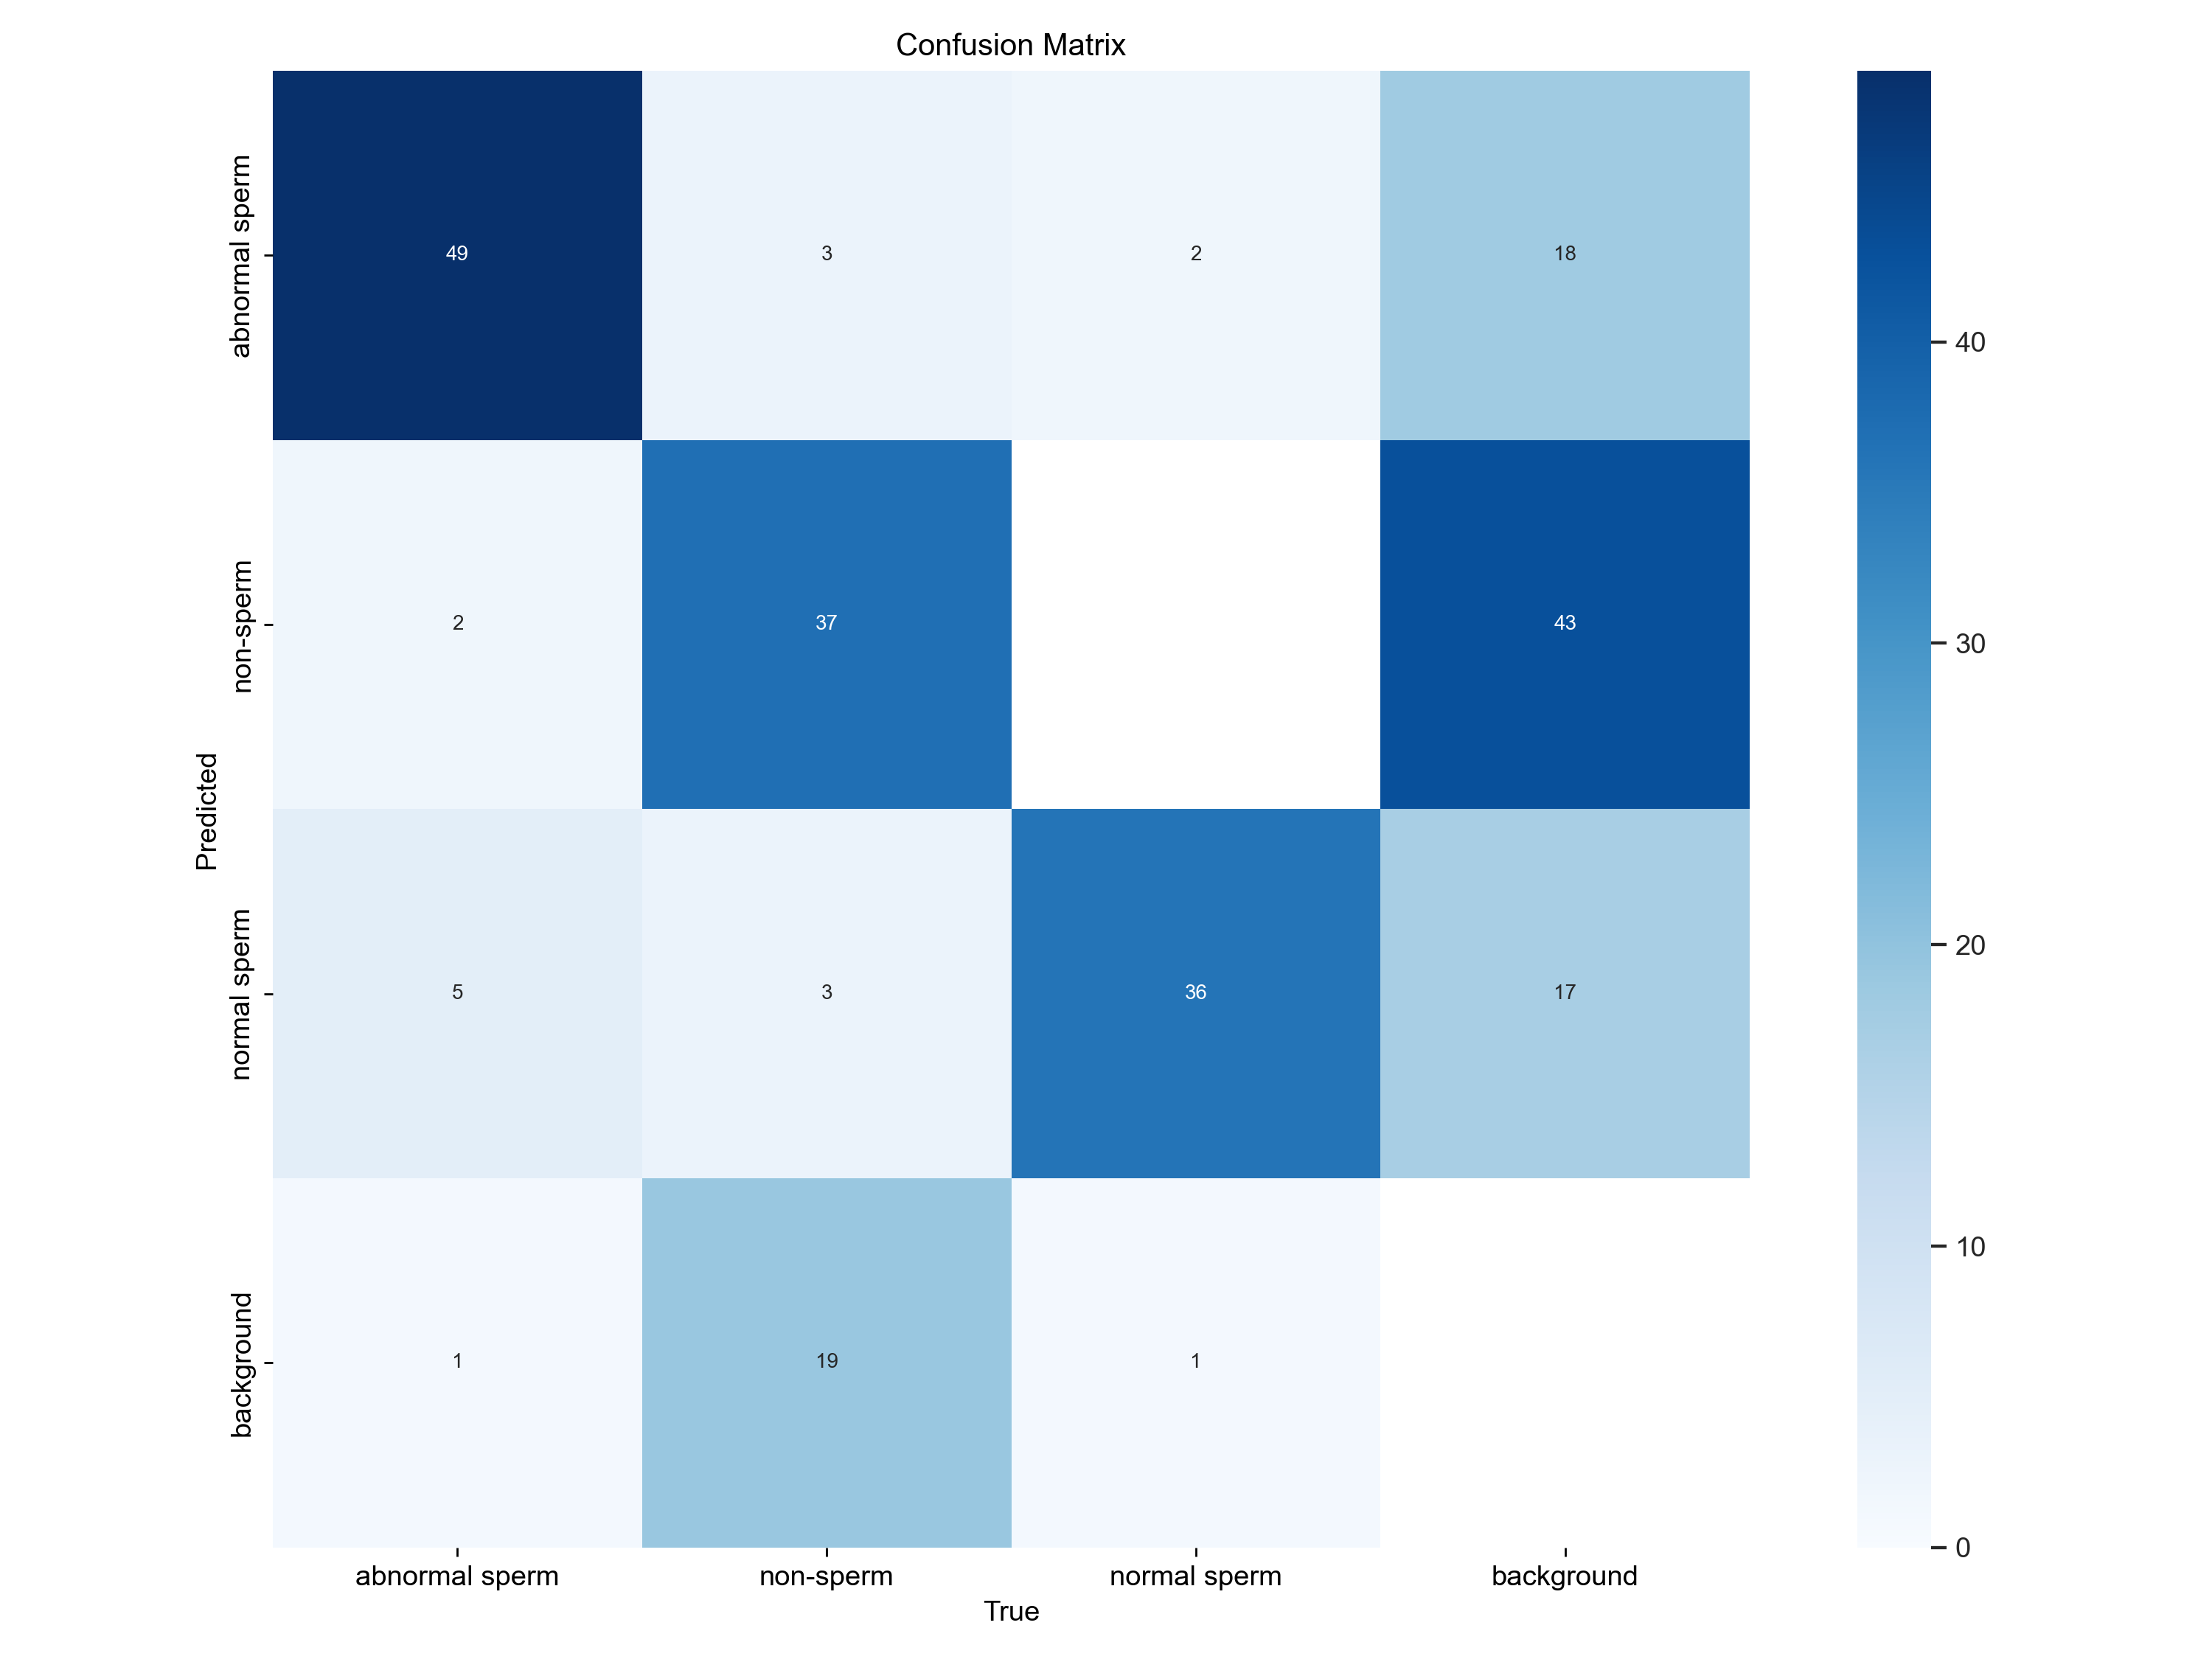 Confusion Matrix
abnormal sperm
49
3
2
18
40
non-sperm
2
37
43
30
Predicted
normal sperm
5
3
36
17
20
background
1
19
1
10
0
abnormal sperm
non-sperm
normal sperm
background
True